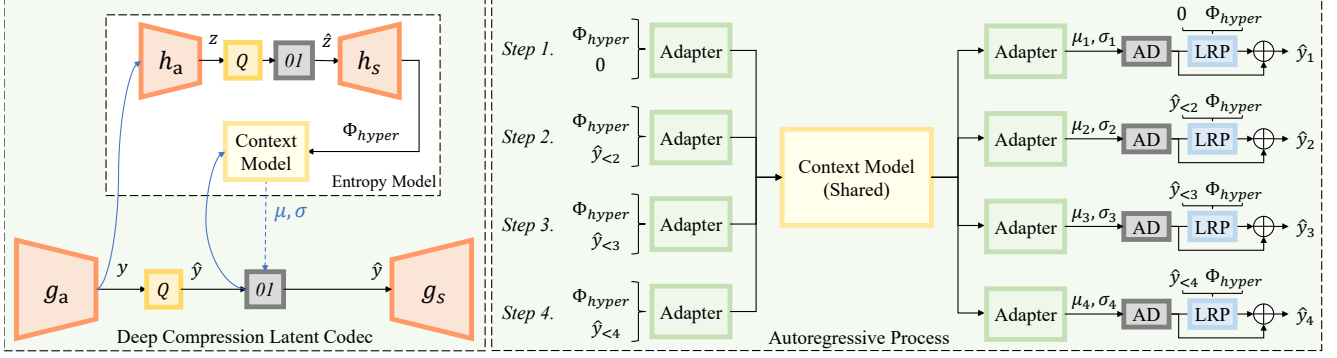 h_a
z
Q
01
ẑ
h_s
Φ_hyper
Context
Model
Entropy Model
μ, σ
g_a
y
Q
ŷ
01
ŷ
g_s
Deep Compression Latent Codec
Step 1.
Φ_hyper
0
Adapter
Step 2.
Φ_hyper
ŷ_<2
Adapter
Step 3.
Φ_hyper
ŷ_<3
Adapter
Step 4.
Φ_hyper
ŷ_<4
Adapter
Context Model
(Shared)
0 Φ_hyper
Adapter μ_1, σ_1 AD LRP ŷ_1
ŷ_<2 Φ_hyper
Adapter μ_2, σ_2 AD LRP ŷ_2
ŷ_<3 Φ_hyper
Adapter μ_3, σ_3 AD LRP ŷ_3
ŷ_<4 Φ_hyper
Adapter μ_4, σ_4 AD LRP ŷ_4
Autoregressive Process